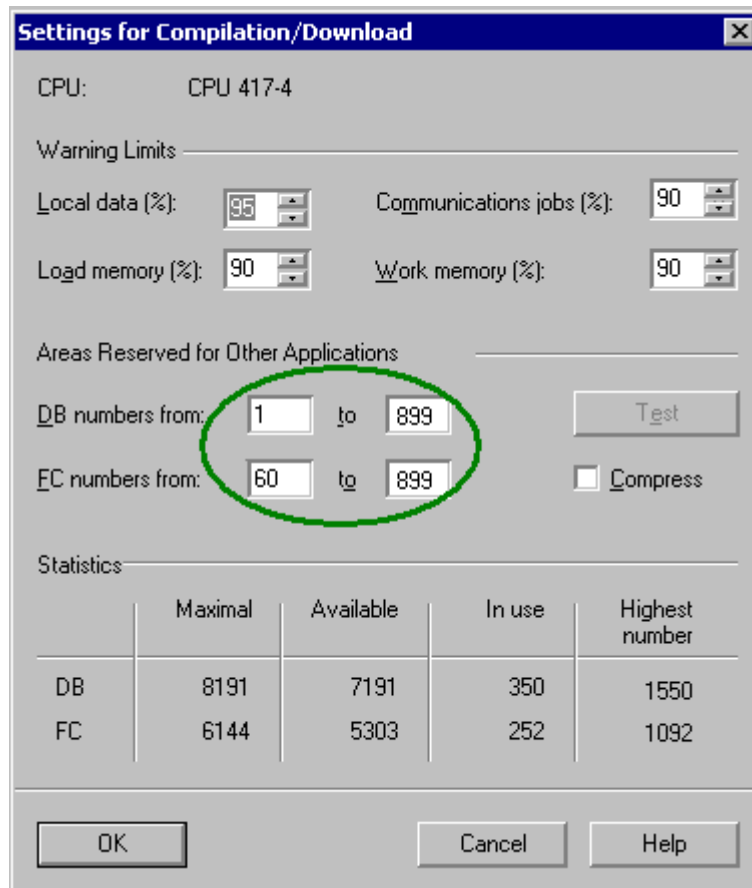 Settings for Compilation/Download
CPU: CPU 417-4
Warning Limits
Local data (%): 95 Communications jobs (%): 90
Load memory (%): 90 Work memory (%): 90
Areas Reserved for Other Applications
DB numbers from: 1 to 899 Test
FC numbers from: 60 to 899 Compress
Statistics
Maximal Available In use Highest number
DB 8191 7191 350 1550
FC 6144 5303 252 1092
OK Cancel Help